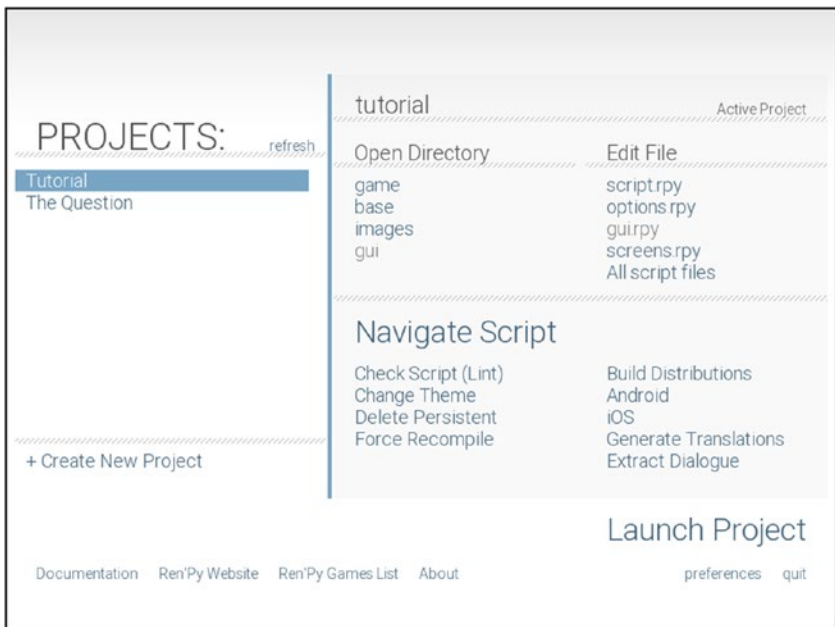 PROJECTS:
refresh
Tutorial
The Question
+ Create New Project
tutorial
Active Project
Open Directory
game
base
images
gui
Edit File
script.rpy
options.rpy
gui.rpy
screens.rpy
All script files
Navigate Script
Check Script (Lint)
Change Theme
Delete Persistent
Force Recompile
Build Distributions
Android
iOS
Generate Translations
Extract Dialogue
Launch Project
Documentation
Ren'Py Website
Ren'Py Games List
About
preferences
quit